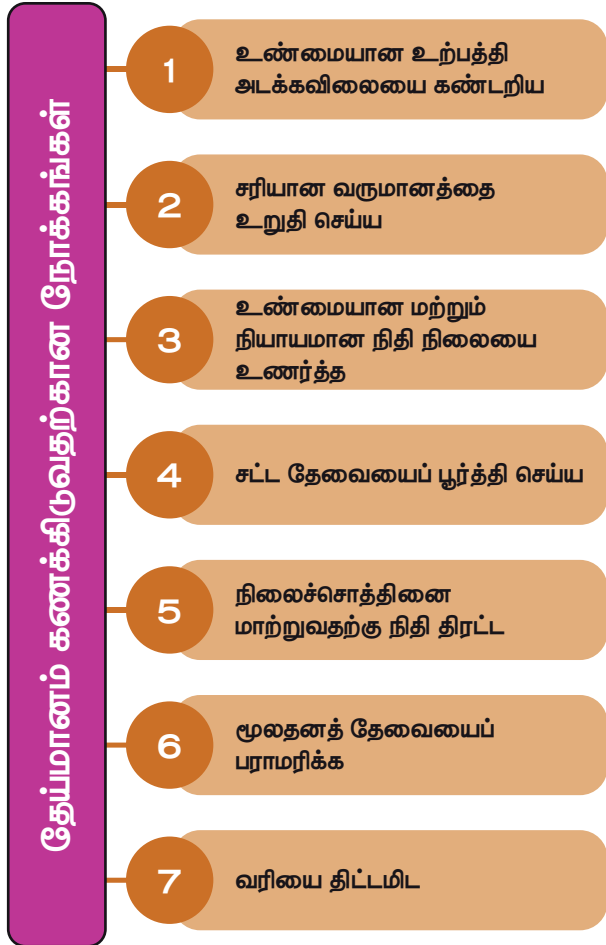 தேய்மானம் கணக்கிடுவதற்கான நோக்கங்கள்
1
உண்மையான உற்பத்தி
அடக்கவிலையை கண்டறிய
2
சரியான வருமானத்தை
உறுதி செய்ய
3
உண்மையான மற்றும்
நியாயமான நிதி நிலையை
உணர்த்த
4
சட்ட தேவையைப் பூர்த்தி செய்ய
5
நிலைச்சொத்தினை
மாற்றுவதற்கு நிதி திரட்ட
6
மூலதனத் தேவையைப்
பராமரிக்க
7
வரியை திட்டமிட